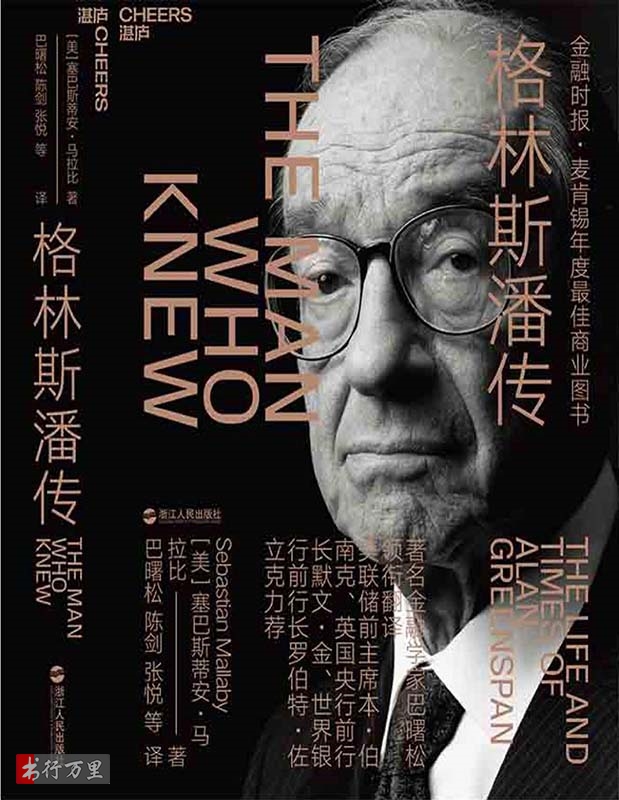 湛庐
CHEERS
[美]塞巴斯蒂安·马拉比 著
巴曙松 陈剑 张悦 等 译
格林斯潘传
THE MAN
WHO
KNEW
浙江人民出版社
CHEERS
湛庐
金融时报·麦肯锡年度最佳商业图书
格林斯潘传
THE MAN
WHO
KNEW
THE LIFE AND
TIMES OF
ALAN
GREENSPAN
浙江人民出版社
著名金融学家巴曙松
领衔翻译
美联储前主席本·伯
南克、英国央行前行
长默文·金、世界银
行前行长罗伯特·佐
立克力荐
Sebastian Mallaby
[美]塞巴斯蒂安·马
拉比 著
巴曙松 陈剑 张悦 等 译
书行万里